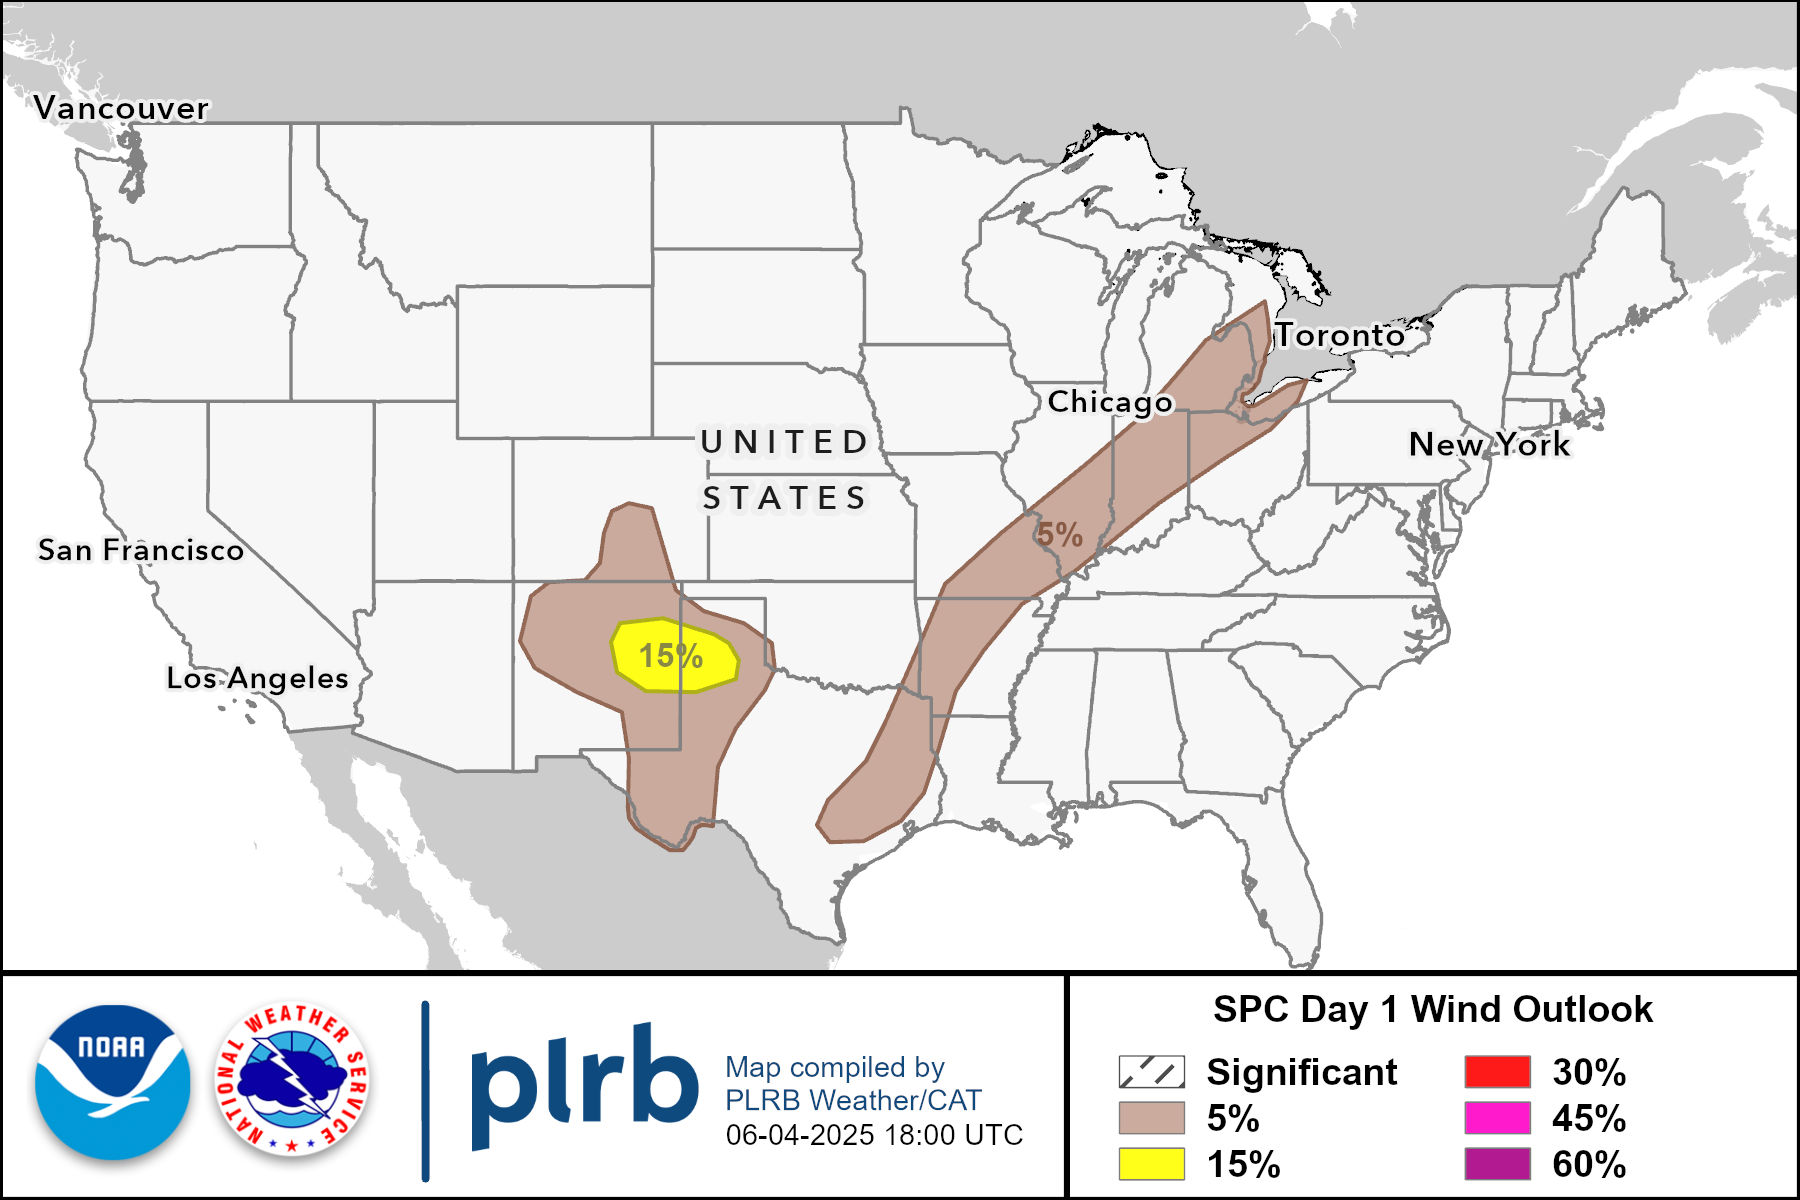 Vancouver
Toronto
Chicago
UNITED
New York
STATES
5%
San Francisco
15%
Los Angeles
NOAA
NATIONAL WEATHER SERVICE
plrb
Map compiled by
PLRB Weather/CAT
06-04-2025 18:00 UTC
SPC Day 1 Wind Outlook
Significant
30%
5%
45%
15%
60%